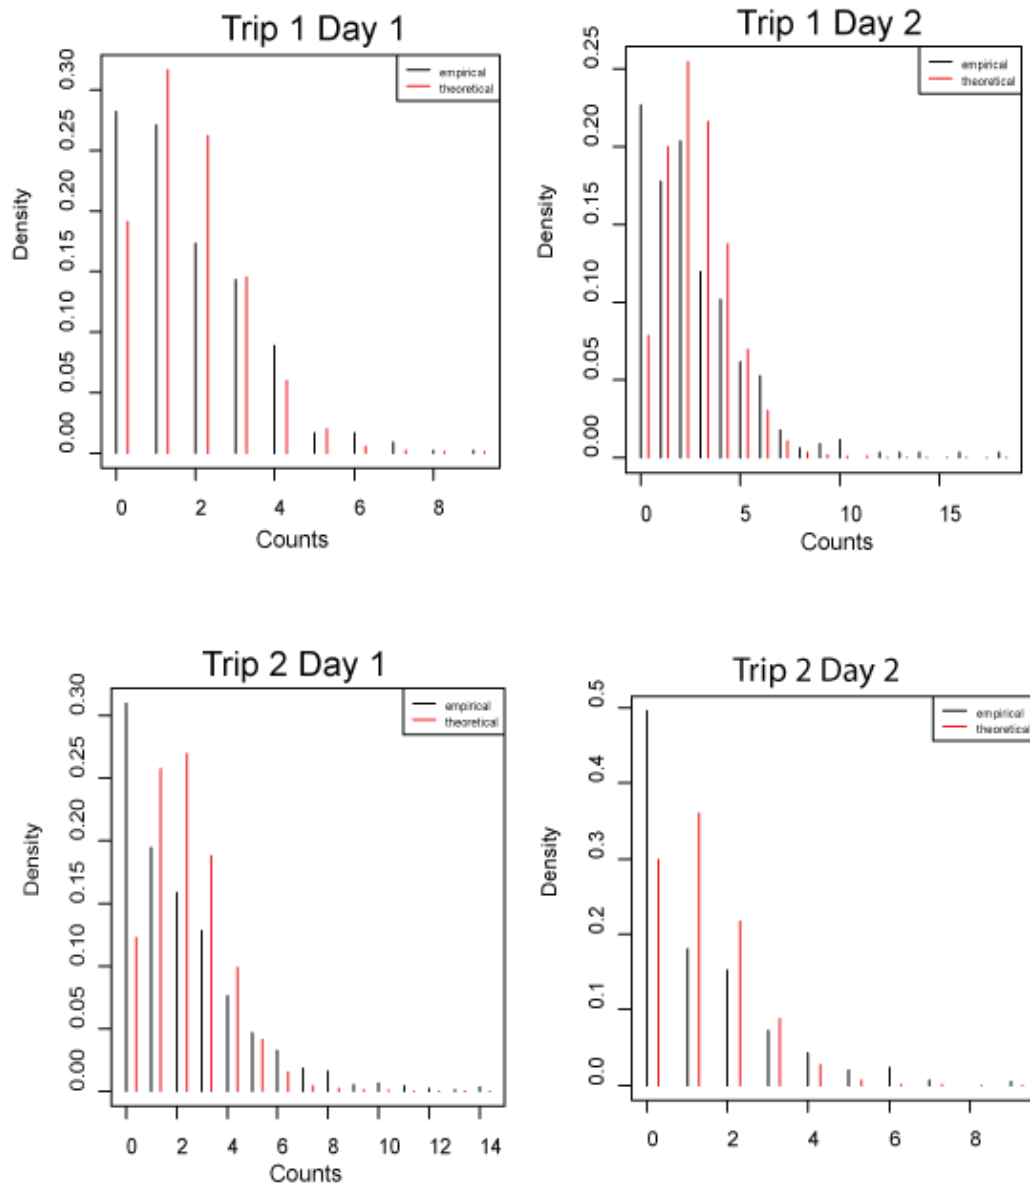 Trip 1 Day 1
empirical
theoretical
Density
0.30
0.25
0.20
0.15
0.10
0.05
0.00
0 2 4 6 8
Counts
Trip 1 Day 2
empirical
theoretical
Density
0.25
0.20
0.15
0.10
0.05
0.00
0 5 10 15
Counts
Trip 2 Day 1
empirical
theoretical
Density
0.30
0.25
0.20
0.15
0.10
0.05
0.00
0 2 4 6 8 10 12 14
Counts
Trip 2 Day 2
empirical
theoretical
Density
0.5
0.4
0.3
0.2
0.1
0.0
0 2 4 6 8